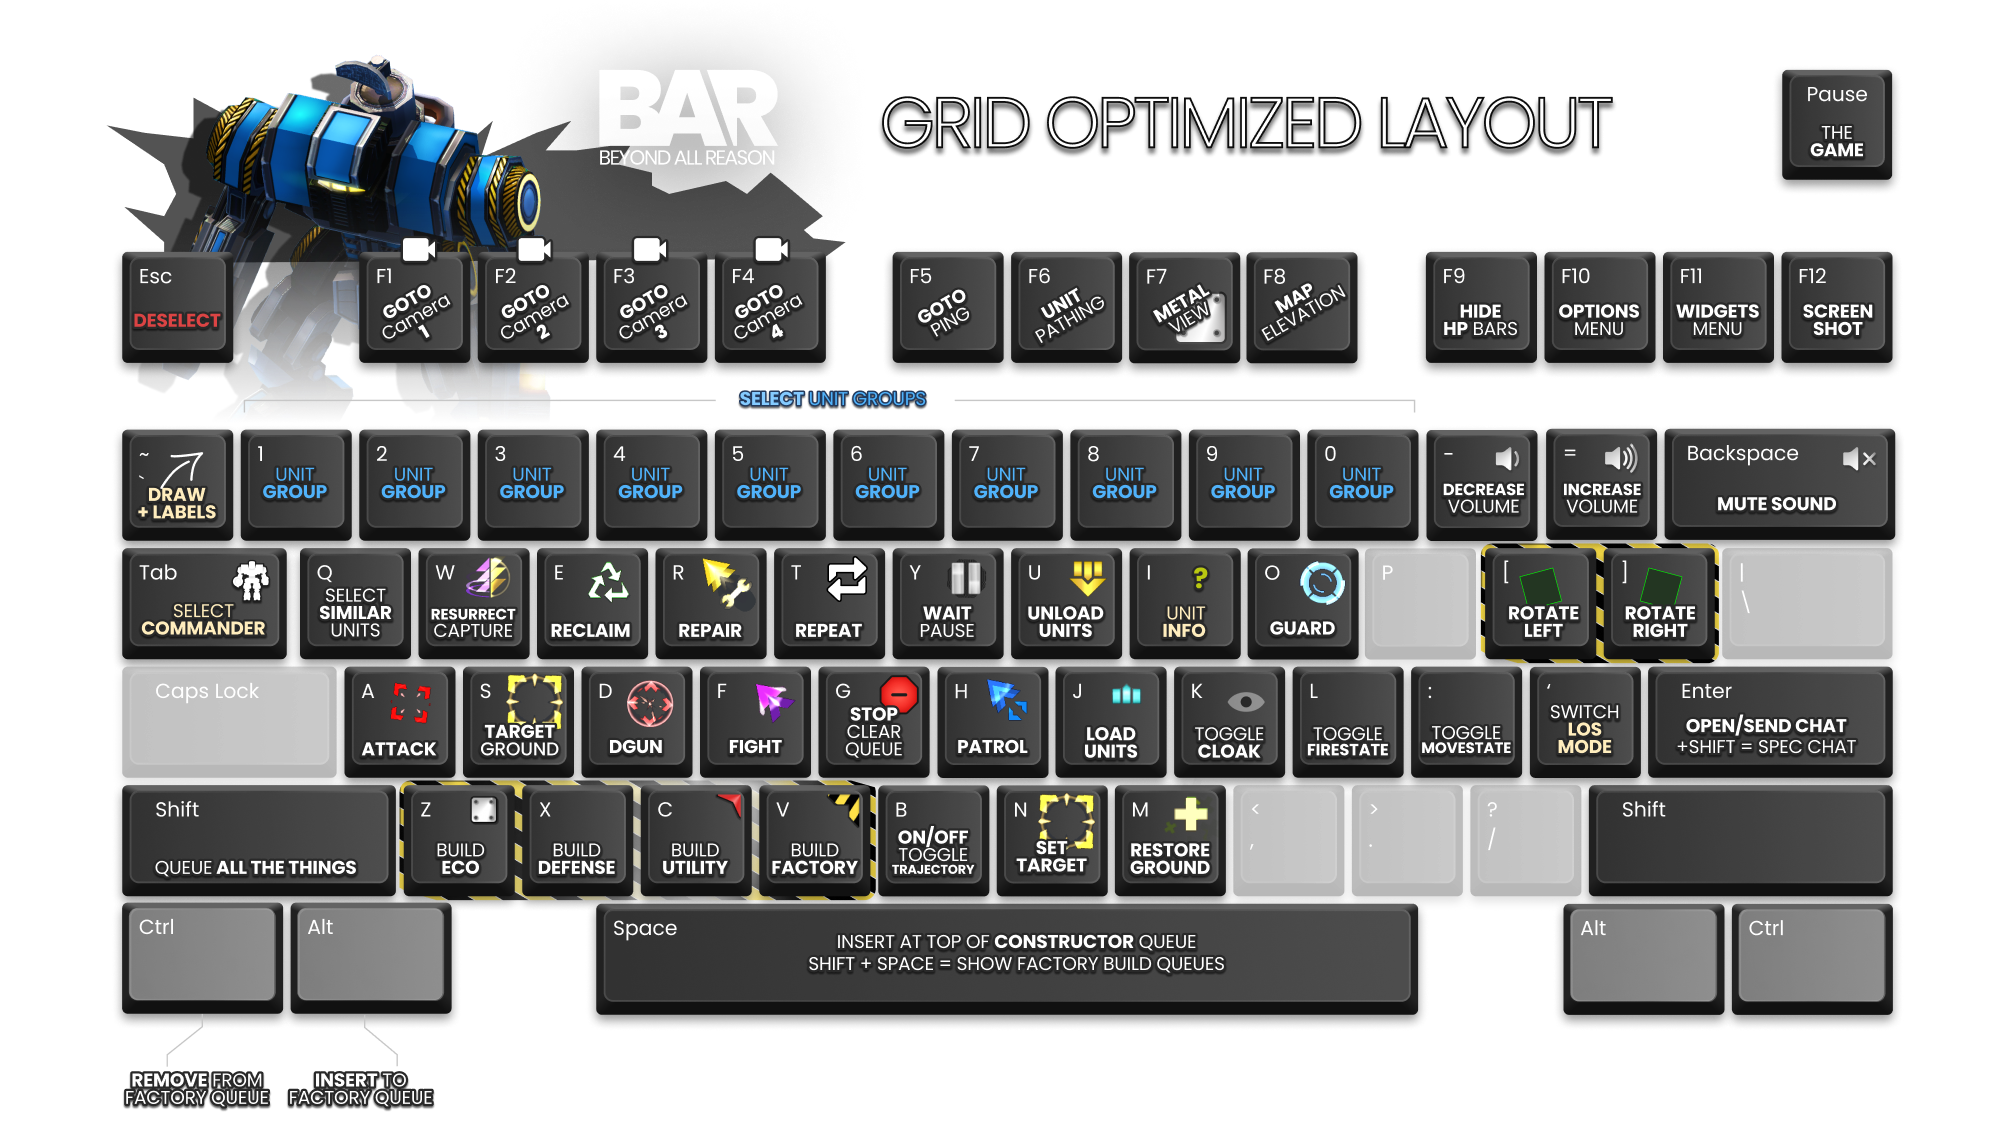 BAR
BEYOND ALL REASON
GRID OPTIMIZED LAYOUT
Pause
THE
GAME
Esc
DESELECT
F1
GOTO
Camera
1
F2
GOTO
Camera
2
F3
GOTO
Camera
3
F4
GOTO
Camera
4
F5
GOTO
PING
F6
UNIT
PATHING
F7
METAL
VIEW
F8
MAP
ELEVATION
F9
HIDE
HP BARS
F10
OPTIONS
MENU
F11
WIDGETS
MENU
F12
SCREEN
SHOT
SELECT UNIT GROUPS
~
`
DRAW
+ LABELS
1
UNIT
GROUP
2
UNIT
GROUP
3
UNIT
GROUP
4
UNIT
GROUP
5
UNIT
GROUP
6
UNIT
GROUP
7
UNIT
GROUP
8
UNIT
GROUP
9
UNIT
GROUP
0
UNIT
GROUP
-
DECREASE
VOLUME
=
INCREASE
VOLUME
Backspace
MUTE SOUND
Tab
SELECT
COMMANDER
Q
SELECT
SIMILAR
UNITS
W
RESURRECT
CAPTURE
E
RECLAIM
R
REPAIR
T
REPEAT
Y
WAIT
PAUSE
U
UNLOAD
UNITS
I
?
UNIT
INFO
O
GUARD
P
[
ROTATE
LEFT
]
ROTATE
RIGHT
|
\
Caps Lock
A
ATTACK
S
TARGET
GROUND
D
DGUN
F
FIGHT
G
STOP
CLEAR
QUEUE
H
PATROL
J
LOAD
UNITS
K
TOGGLE
CLOAK
L
TOGGLE
FIRESTATE
:
TOGGLE
MOVESTATE
‘
SWITCH
LOS
MODE
Enter
OPEN/SEND CHAT
+SHIFT = SPEC CHAT
Shift
QUEUE ALL THE THINGS
Z
BUILD
ECO
X
BUILD
DEFENSE
C
BUILD
UTILITY
V
BUILD
FACTORY
B
ON/OFF
TOGGLE
TRAJECTORY
N
SET
TARGET
M
RESTORE
GROUND
<
,
>
.
?
/
Shift
Ctrl
Alt
Space
INSERT AT TOP OF CONSTRUCTOR QUEUE
SHIFT + SPACE = SHOW FACTORY BUILD QUEUES
Alt
Ctrl
REMOVE FROM
FACTORY QUEUE
INSERT TO
FACTORY QUEUE